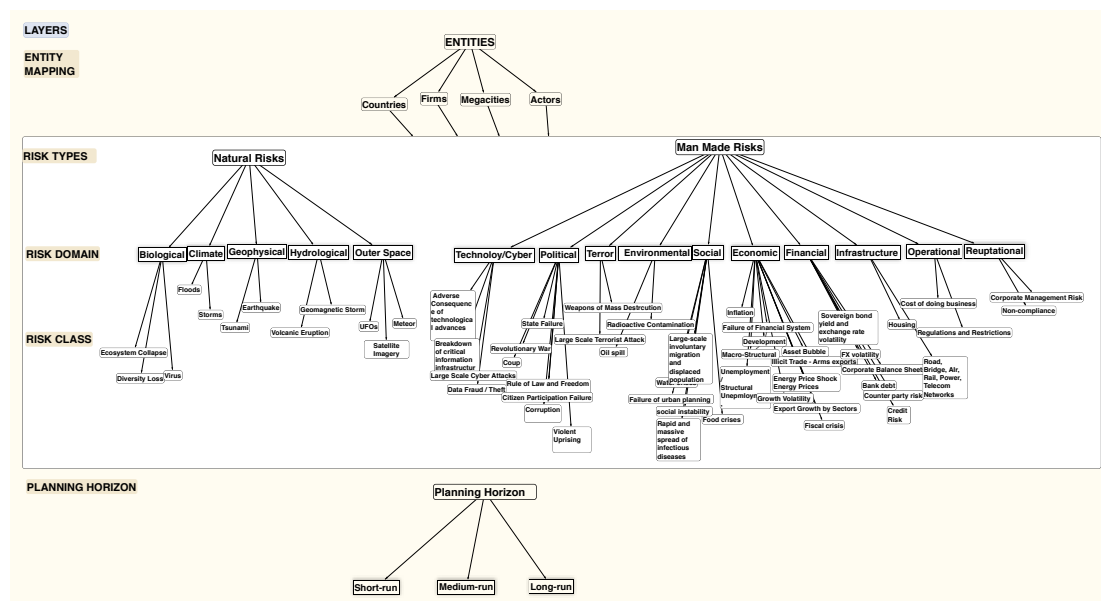 LAYERS
ENTITY
MAPPING
ENTITIES
Countries
Firms
Megacities
Actors
RISK TYPES
Natural Risks
Man Made Risks
RISK DOMAIN
Biological
Climate
Geophysical
Hydrological
Outer Space
Technoloy/Cyber
Political
Terror
Environmental
Social
Economic
Financial
Infrastructure
Operational
Reuptational
RISK CLASS
Floods
Storms
Tsunami
Earthquake
Geomagnetic Storm
Volcanic Eruption
UFOs
Meteor
Satellite
Imagery
Ecosystem Collapse
Diversity Loss
Virus
Adverse
Consequenc
e of
technologica
l advances
Breakdown
of critical
information
infrastructur
Large Scale Cyber Attacks
Data Fraud / Theft
State Failure
Revolutionary War
Coup
Rule of Law and Freedom
Citizen Participation Failure
Corruption
Violent
Uprising
Weapons of Mass Destrcution
Radioactive Contamination
Large Scale Terrorist Attack
Oil spill
Large-scale
involuntary
migration
and
displaced
population
Failure of urban planning
social instability
Food crises
Rapid and
massive
spread of
infectious
diseases
Inflation
Failure of Financial System
Development
Macro-Structural
Asset Bubble
Illicit Trade - Arms exports
Unemployment
/
Structural
Unepmloyn
Energy Price Shock
Energy Prices
Growth Volatility
Export Growth by Sectors
Fiscal crisis
Sovereign bond
yield and
exchange rate
volatility
FX volatility
Corporate Balance Sheet
Bank debt
Counter party risk
Credit
Risk
Housing
Road,
Bridge, Air,
Rail, Power,
Telecom
Networks
Cost of doing business
Regulations and Restrictions
Corporate Management Risk
Non-compliance
PLANNING HORIZON
Planning Horizon
Short-run
Medium-run
Long-run